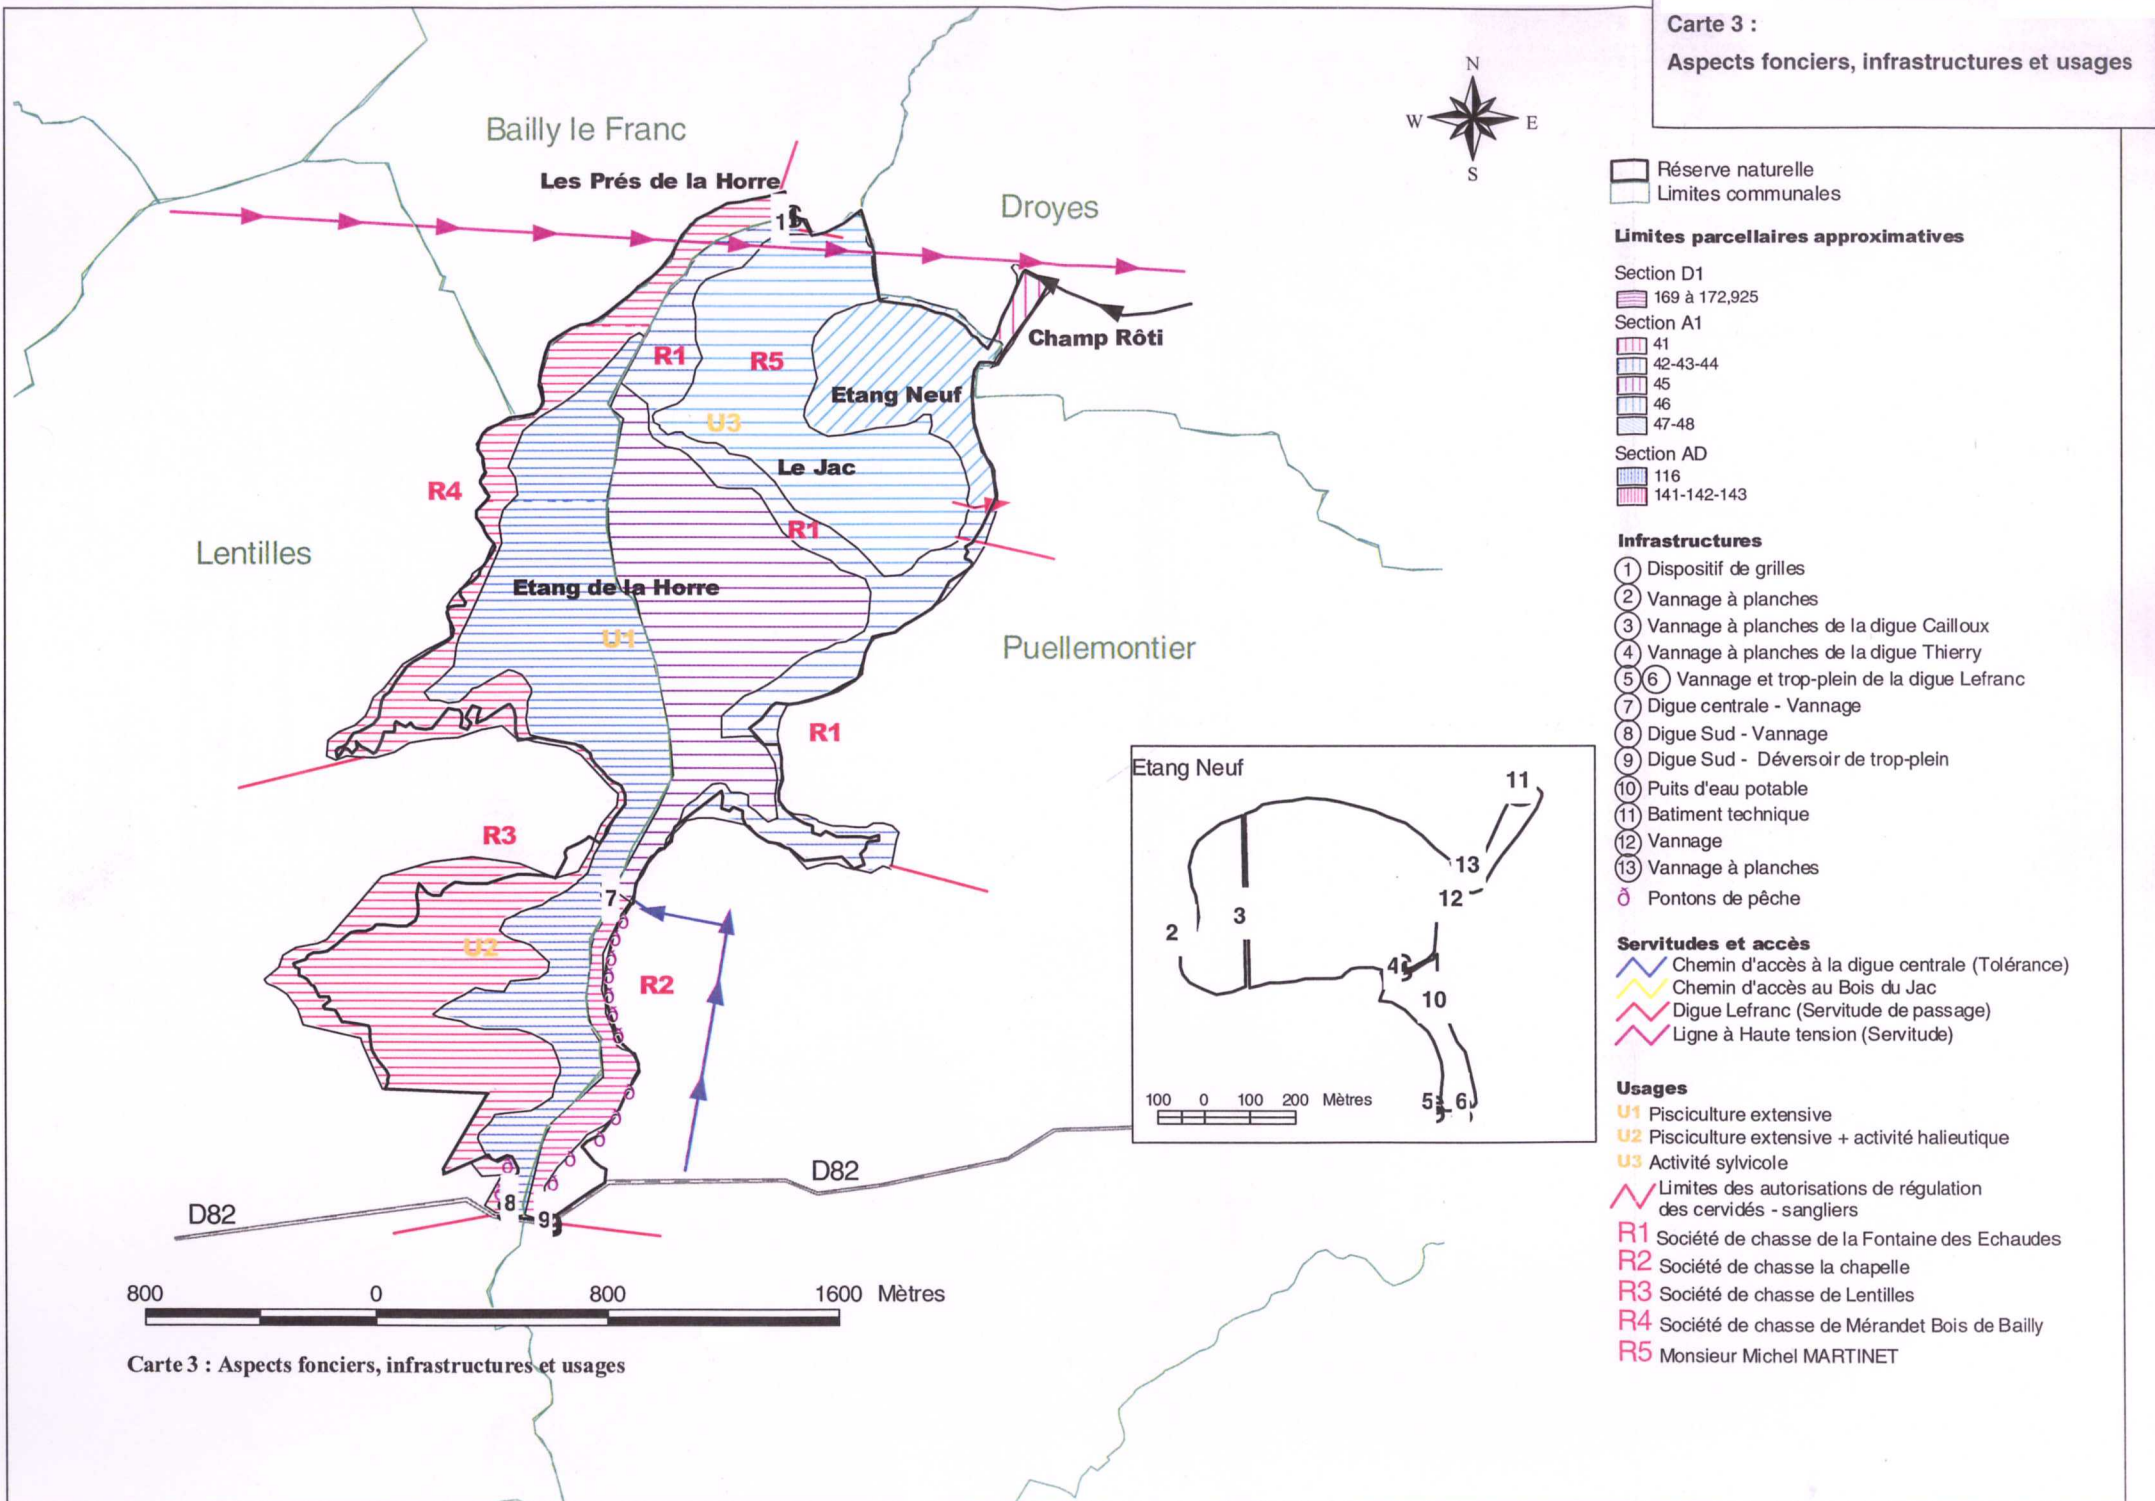 Carte 3 :
Aspects fonciers, infrastructures et usages
N
W
E
S
Bailly le Franc
Les Prés de la Horre
Droyes
1
Champ Rôti
R1
R5
Etang Neuf
U3
Le Jac
R4
R1
Lentilles
Etang de la Horre
U1
Puellemontier
R1
R3
7
U2
R2
D82
8
9
D82
800 0 800 1600 Mètres
Carte 3 : Aspects fonciers, infrastructures et usages
Etang Neuf
11
13
12
3
2
4
10
5
6
100 0 100 200 Mètres
Réserve naturelle
Limites communales
Limites parcellaires approximatives
Section D1
169 à 172,925
Section A1
41
42-43-44
45
46
47-48
Section AD
116
141-142-143
Infrastructures
1 Dispositif de grilles
2 Vannage à planches
3 Vannage à planches de la digue Cailloux
4 Vannage à planches de la digue Thierry
5 6 Vannage et trop-plein de la digue Lefranc
7 Digue centrale - Vannage
8 Digue Sud - Vannage
9 Digue Sud - Déversoir de trop-plein
10 Puits d'eau potable
11 Batiment technique
12 Vannage
13 Vannage à planches
ð Pontons de pêche
Servitudes et accès
Chemin d'accès à la digue centrale (Tolérance)
Chemin d'accès au Bois du Jac
Digue Lefranc (Servitude de passage)
Ligne à Haute tension (Servitude)
Usages
U1 Pisciculture extensive
U2 Pisciculture extensive + activité halieutique
U3 Activité sylvicole
Limites des autorisations de régulation
des cervidés - sangliers
R1 Société de chasse de la Fontaine des Echaudes
R2 Société de chasse la chapelle
R3 Société de chasse de Lentilles
R4 Société de chasse de Mérandet Bois de Bailly
R5 Monsieur Michel MARTINET